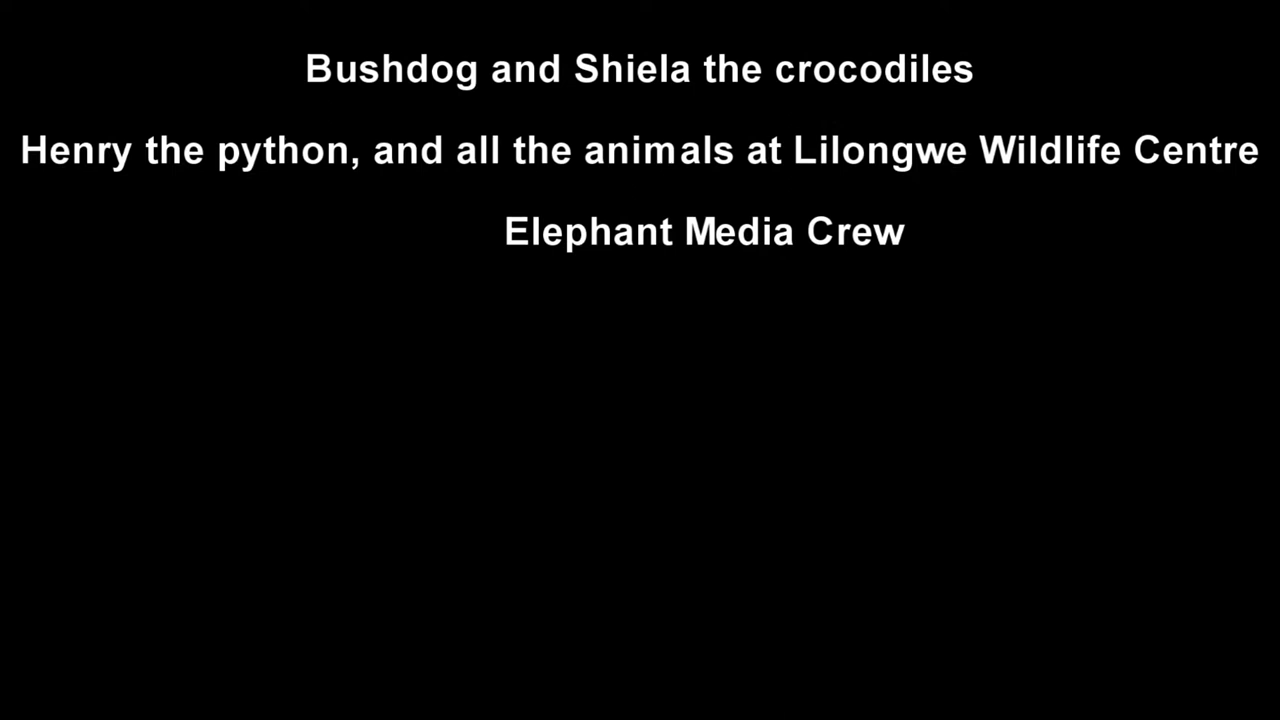 Bushdog and Shiela the crocodiles
Henry the python, and all the animals at Lilongwe Wildlife Centre
Elephant Media Crew